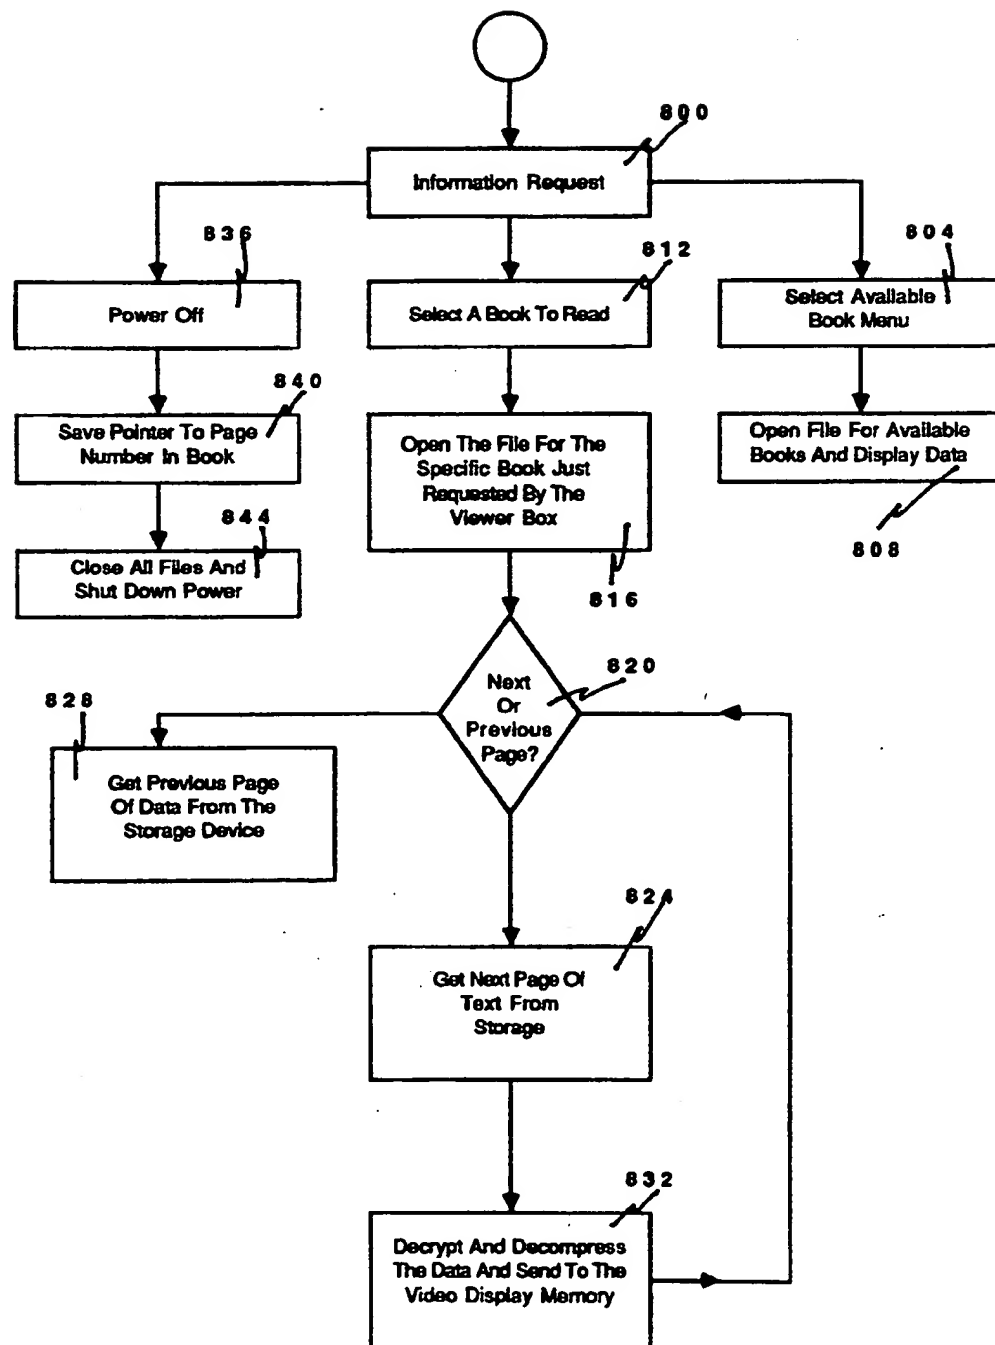 800
Information Request
836
812
804
Power Off
Select A Book To Read
Select Available
Book Menu
840
Save Pointer To Page
Number In Book
Open The File For The
Specific Book Just
Requested By The
Viewer Box
Open File For Available
Books And Display Data
844
808
Close All Files And
Shut Down Power
816
820
Next
Or
Previous
Page?
828
Get Previous Page
Of Data From The
Storage Device
824
Get Next Page Of
Text From
Storage
832
Decrypt And Decompress
The Data And Send To The
Video Display Memory